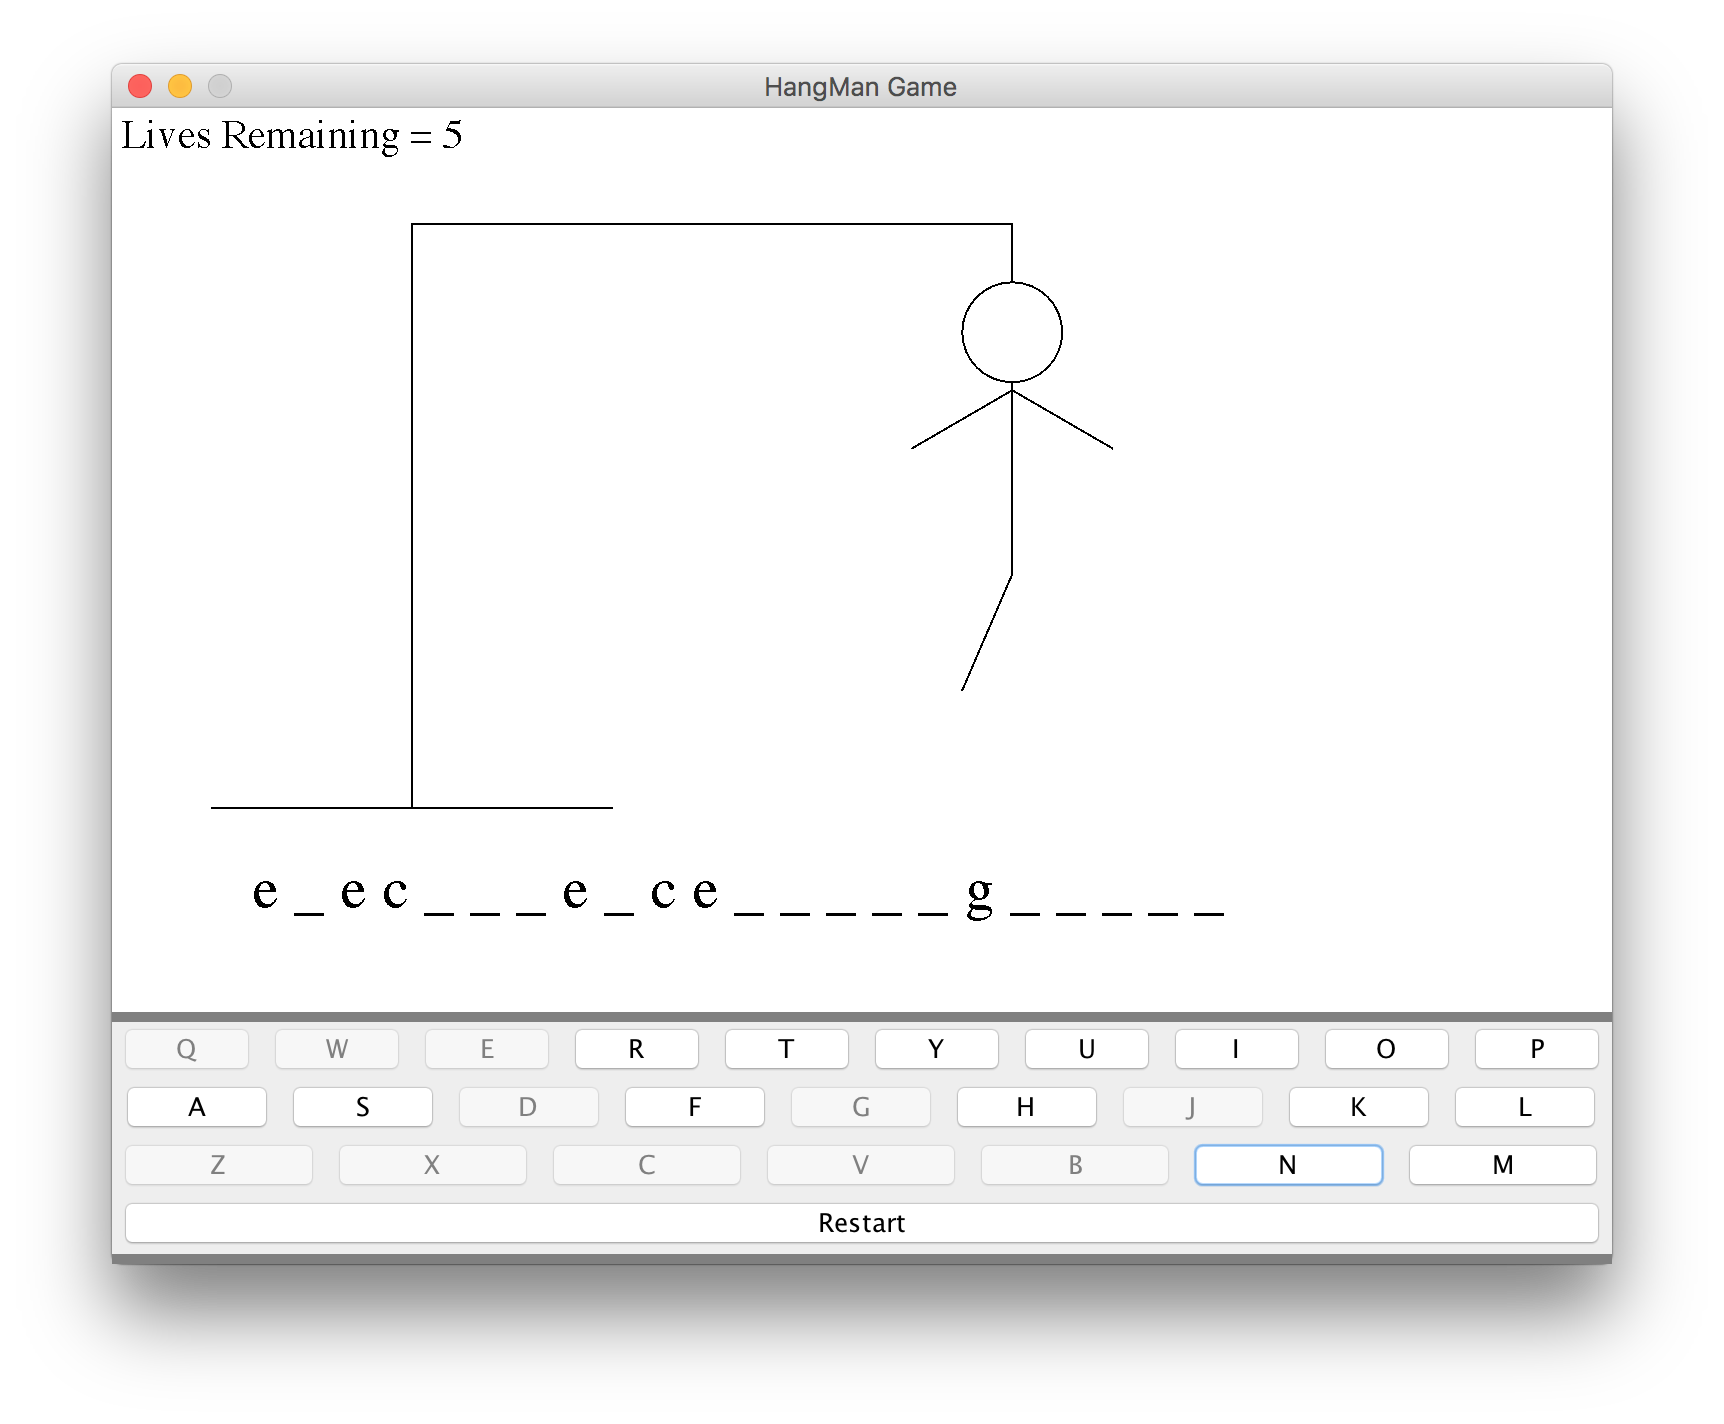 HangMan Game
Lives Remaining = 5
e _ e c _ _ _ e _ c e _ _ _ _ _ g _ _ _ _ _
Q W E R T Y U I O P
A S D F G H J K L
Z X C V B N M
Restart